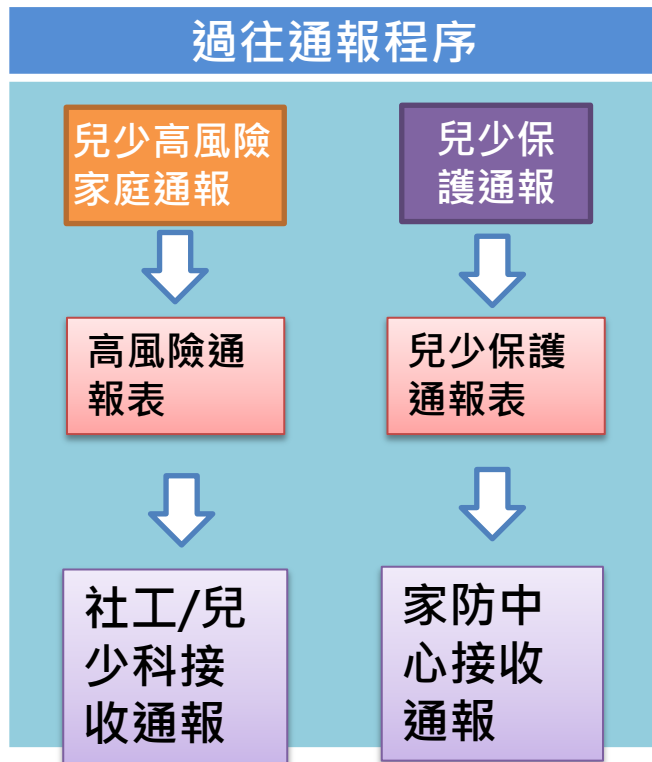 過往通報程序
兒少高風險
家庭通報
兒少保
護通報
高風險通
報表
兒少保護
通報表
社工/兒
少科接
收通報
家防中
心接收
通報